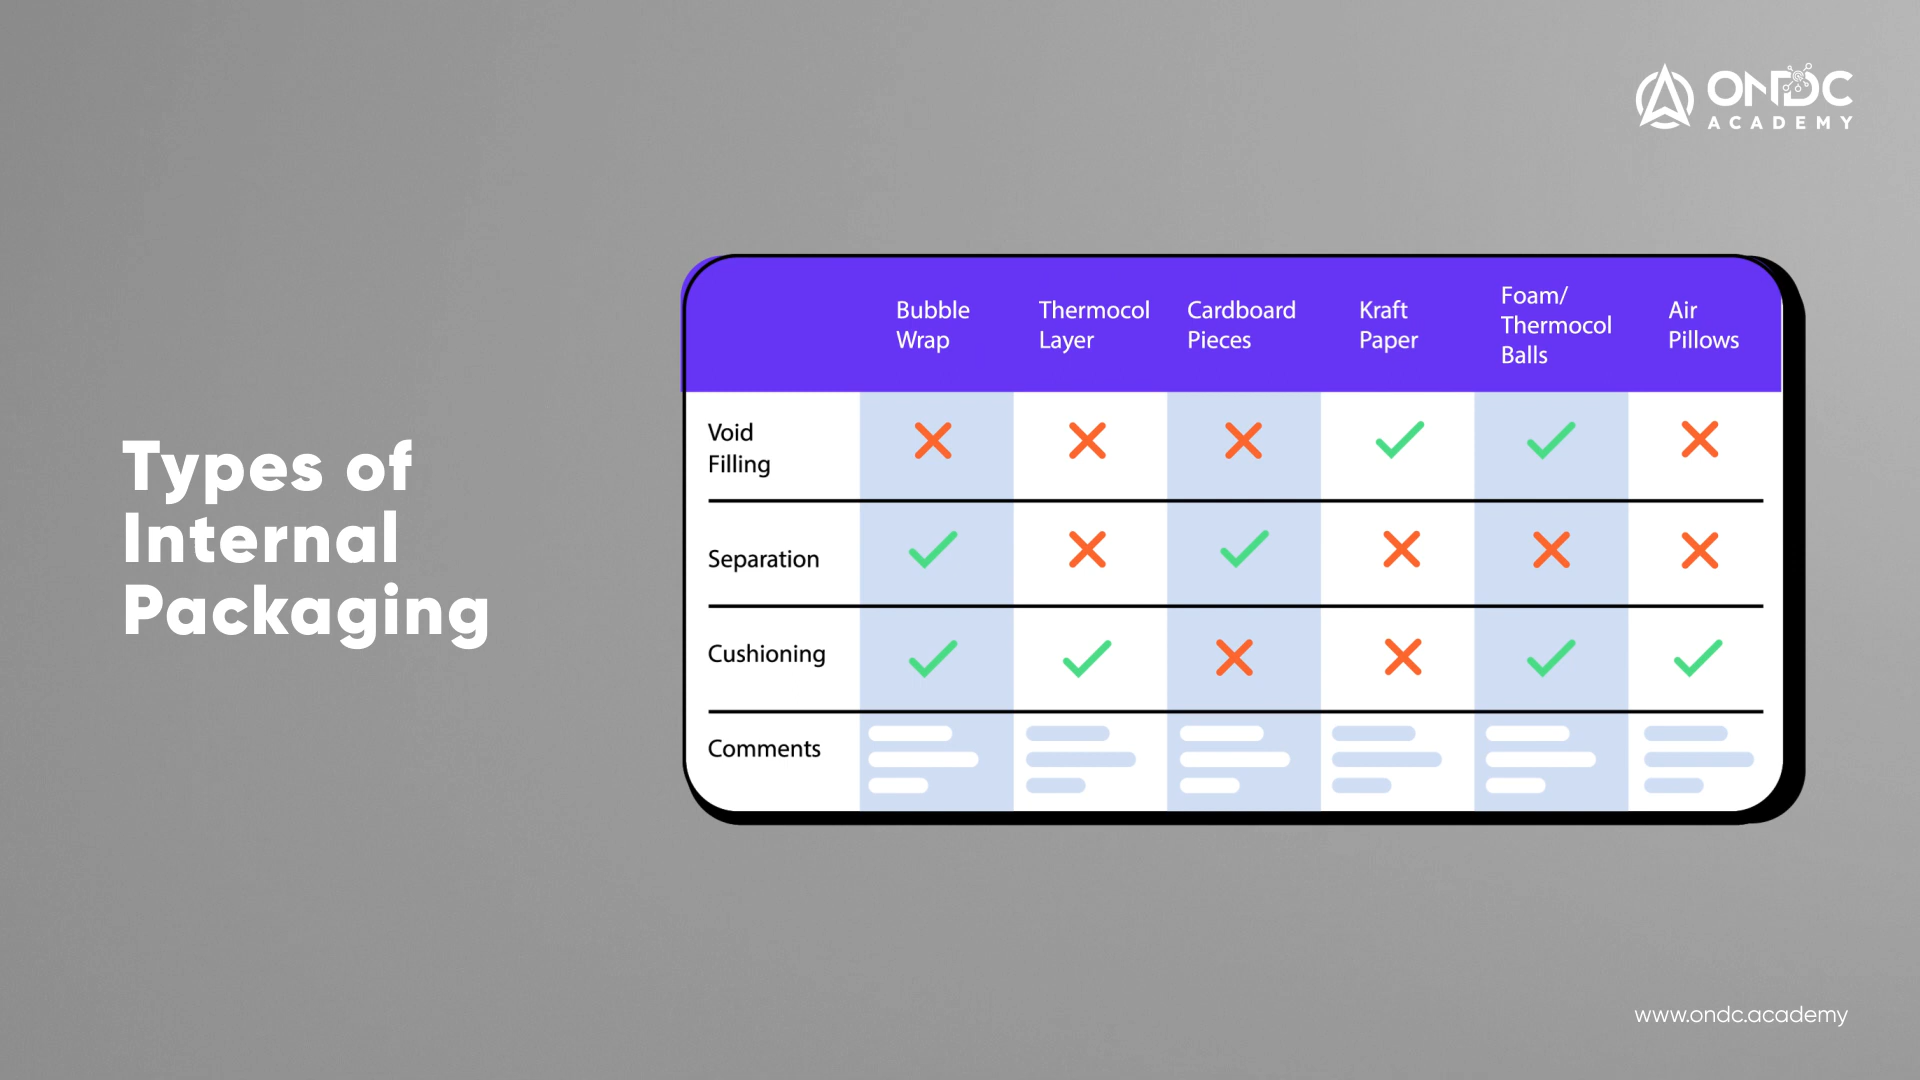 ONDC
ACADEMY
Types of
Internal
Packaging
Bubble
Wrap
Thermocol
Layer
Cardboard
Pieces
Kraft
Paper
Foam/
Thermocol
Balls
Air
Pillows
Void
Filling
Separation
Cushioning
Comments
www.ondc.academy